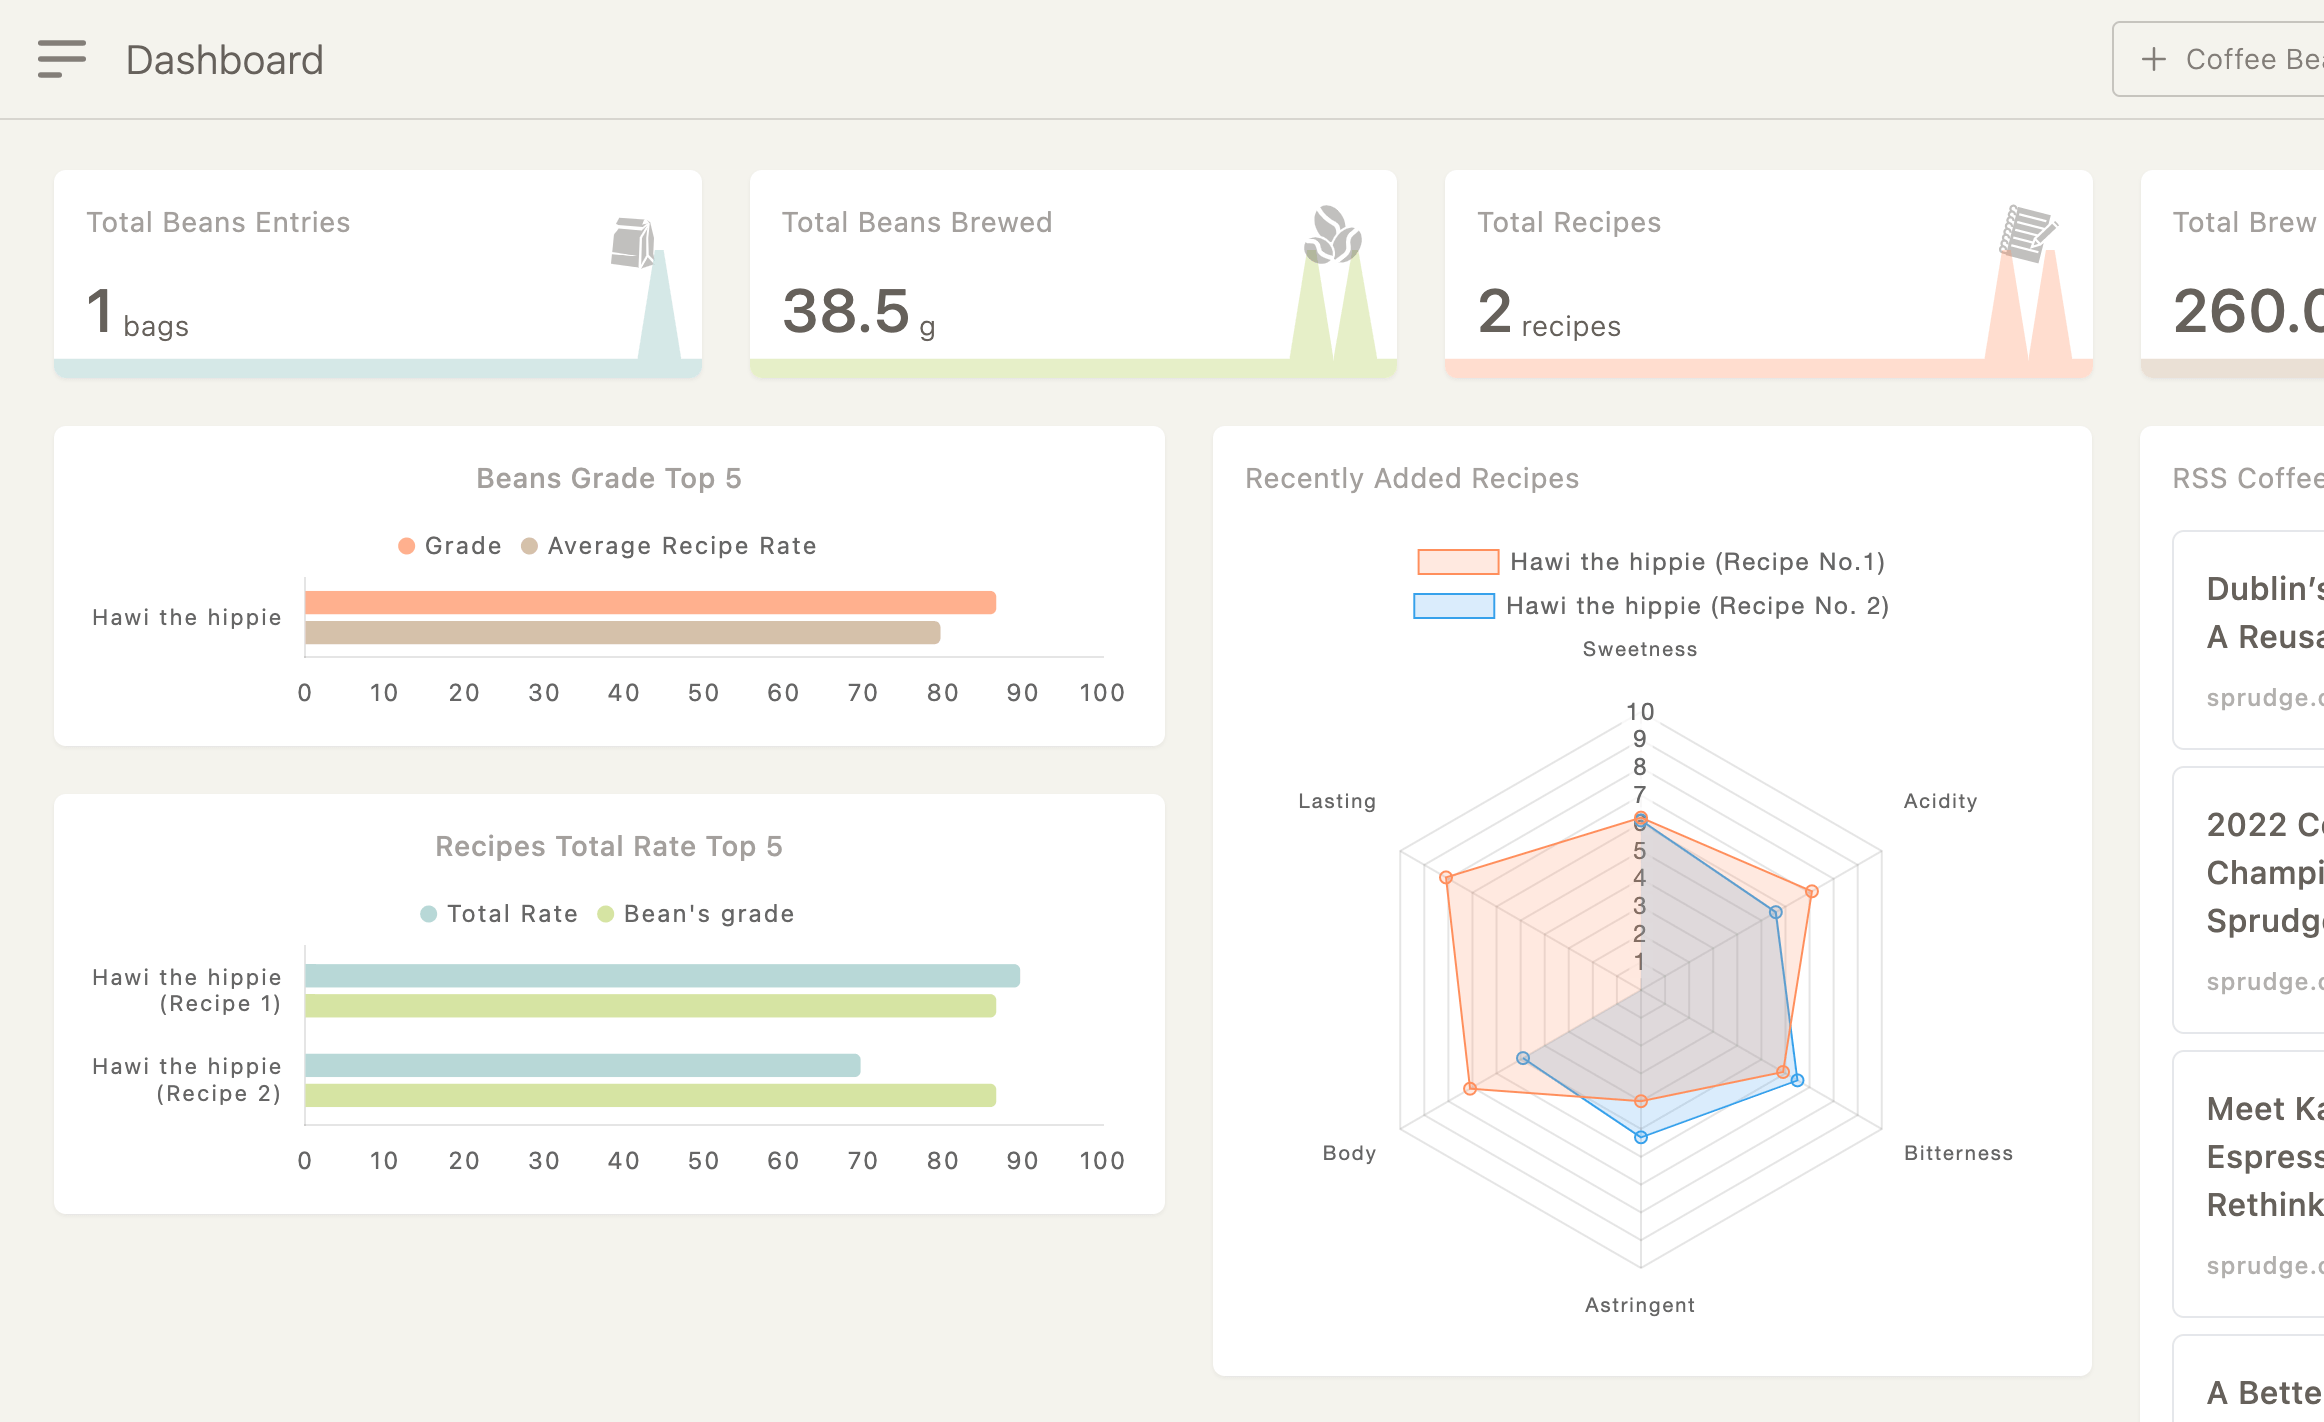 Dashboard
+ Coffee Be
Total Beans Entries
1 bags
Total Beans Brewed
38.5 g
Total Recipes
2 recipes
Total Brew
260.0
Beans Grade Top 5
Grade Average Recipe Rate
Hawi the hippie
0 10 20 30 40 50 60 70 80 90 100
Recipes Total Rate Top 5
Total Rate Bean's grade
Hawi the hippie
(Recipe 1)
Hawi the hippie
(Recipe 2)
0 10 20 30 40 50 60 70 80 90 100
Recently Added Recipes
Hawi the hippie (Recipe No.1)
Hawi the hippie (Recipe No. 2)
Sweetness
10
9
8
7
6
5
4
3
2
1
Lasting
Acidity
Body
Bitterness
Astringent
RSS Coffee
Dublin's
A Reusa
sprudge.c
2022 C
Champi
Sprudg
sprudge.c
Meet Ka
Espress
Rethink
sprudge.c
A Bette